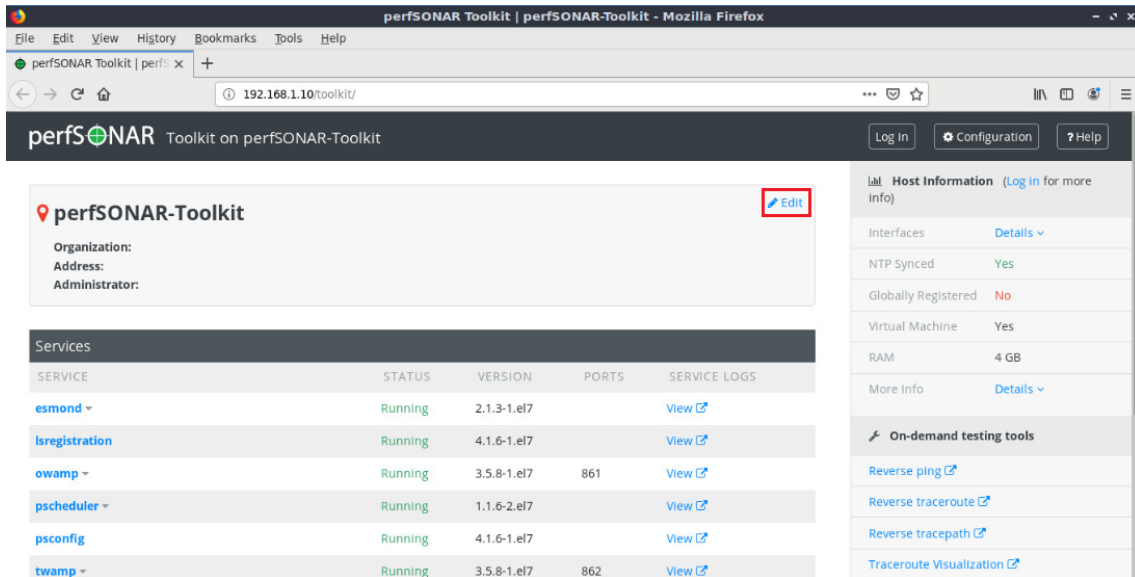 perfSONAR Toolkit | perfSONAR-Toolkit - Mozilla Firefox
File Edit View History Bookmarks Tools Help
perfSONAR Toolkit | perfS
192.168.1.10/toolkit/
perfSONAR Toolkit on perfSONAR-Toolkit
Log in Configuration ? Help
perfSONAR-Toolkit
Edit
Organization:
Address:
Administrator:
Services
SERVICE STATUS VERSION PORTS SERVICE LOGS
esmond Running 2.1.3-1.el7 View
lsregistration Running 4.1.6-1.el7 View
owamp Running 3.5.8-1.el7 861 View
pscheduler Running 1.1.6-2.el7 View
psconfig Running 4.1.6-1.el7 View
twamp Running 3.5.8-1.el7 862 View
Host Information (Log in for more
info)
Interfaces Details
NTP Synced Yes
Globally Registered No
Virtual Machine Yes
RAM 4 GB
More Info Details
On-demand testing tools
Reverse ping
Reverse traceroute
Reverse tracepath
Traceroute Visualization